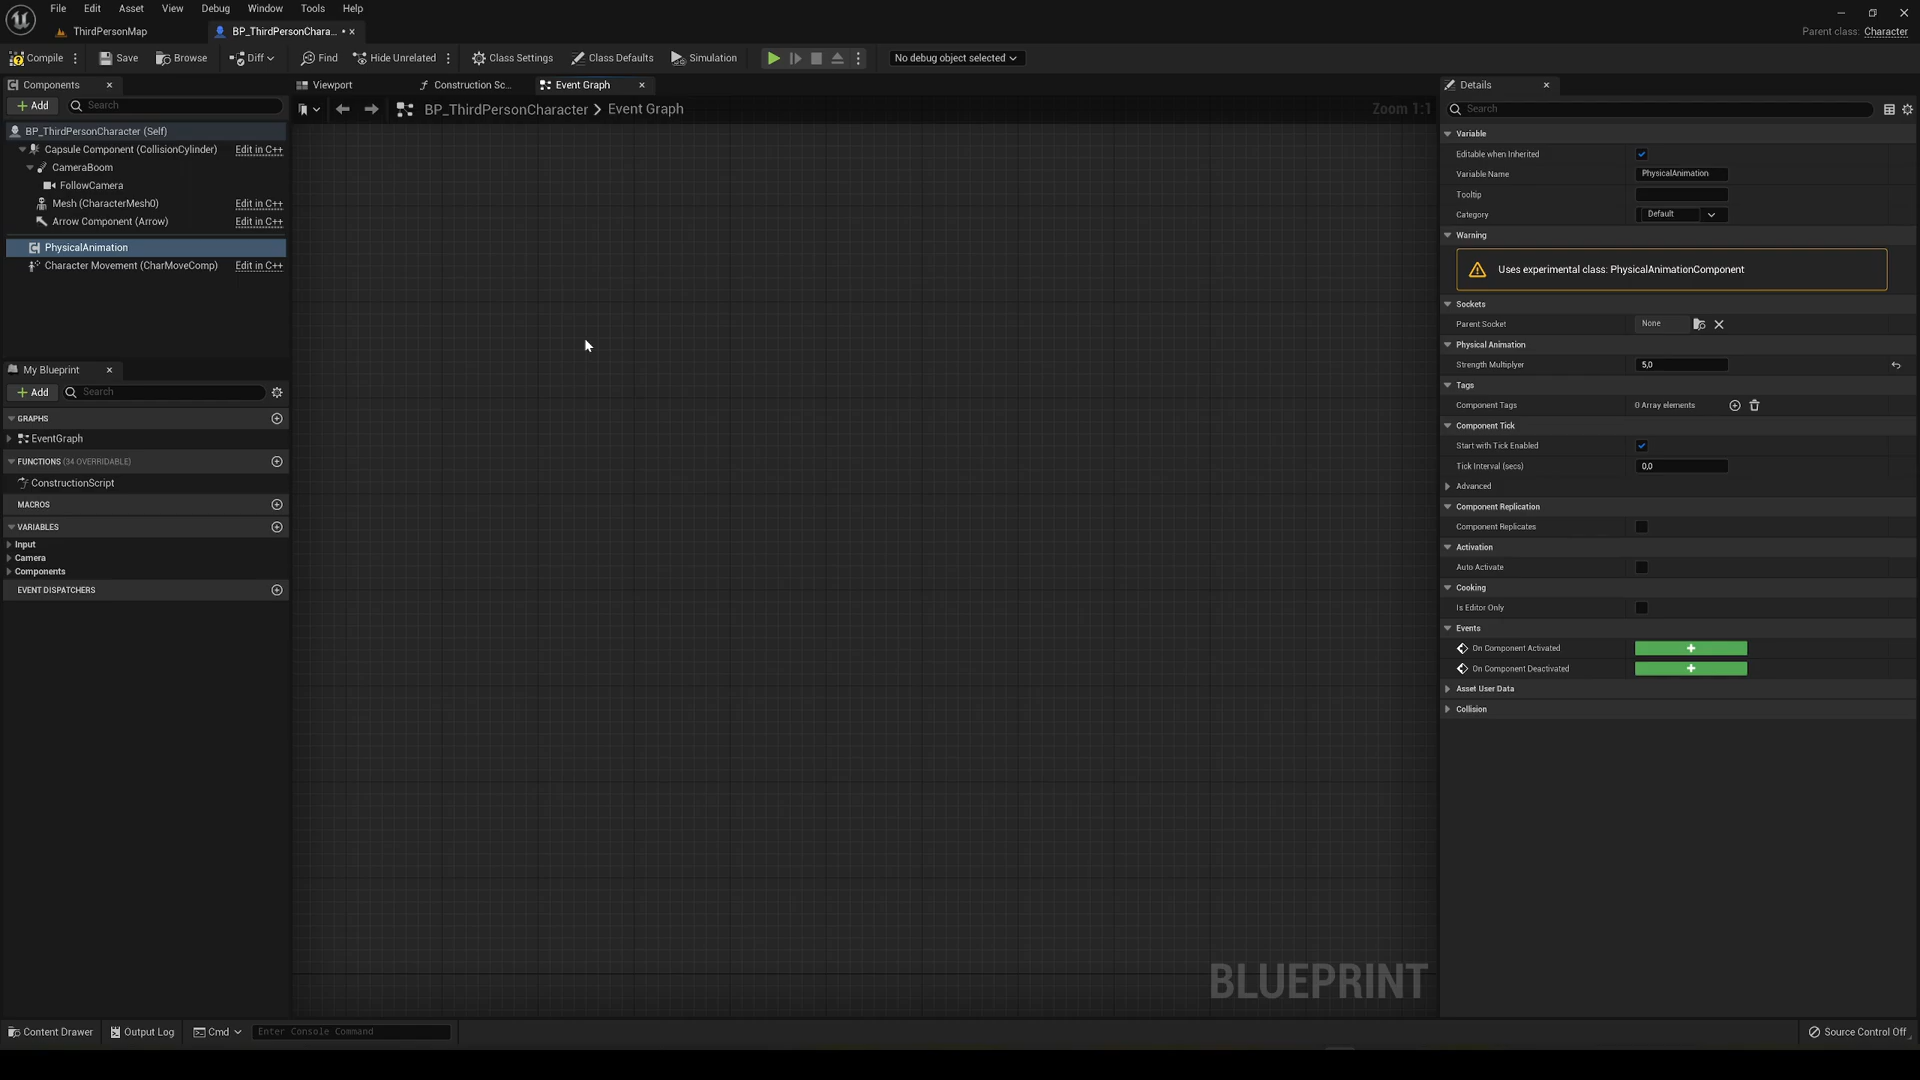 File Edit Asset View Debug Window Tools Help
ThirdPersonMap
BP_ThirdPersonChara... •
Parent class: Character
Compile Save Browse Diff Find Hide Unrelated Class Settings Class Defaults Simulation No debug object selected
Components
Add Search
BP_ThirdPersonCharacter (Self)
Capsule Component (CollisionCylinder) Edit in C++
CameraBoom
FollowCamera
Mesh (CharacterMesh0) Edit in C++
Arrow Component (Arrow) Edit in C++
PhysicalAnimation
Character Movement (CharMoveComp) Edit in C++
My Blueprint
Add Search
GRAPHS
EventGraph
FUNCTIONS (34 OVERRIDABLE)
ConstructionScript
MACROS
VARIABLES
Input
Camera
Components
EVENT DISPATCHERS
Viewport Construction Sc... Event Graph
BP_ThirdPersonCharacter > Event Graph Zoom 1:1
BLUEPRINT
Details
Search
Variable
Editable when Inherited
Variable Name PhysicalAnimation
Tooltip
Category Default
Warning
Uses experimental class: PhysicalAnimationComponent
Sockets
Parent Socket None
Physical Animation
Strength Multiplyer 5,0
Tags
Component Tags 0 Array elements
Component Tick
Start with Tick Enabled
Tick Interval (secs) 0,0
Advanced
Component Replication
Component Replicates
Activation
Auto Activate
Cooking
Is Editor Only
Events
On Component Activated
On Component Deactivated
Asset User Data
Collision
Content Drawer Output Log Cmd Enter Console Command Source Control Off